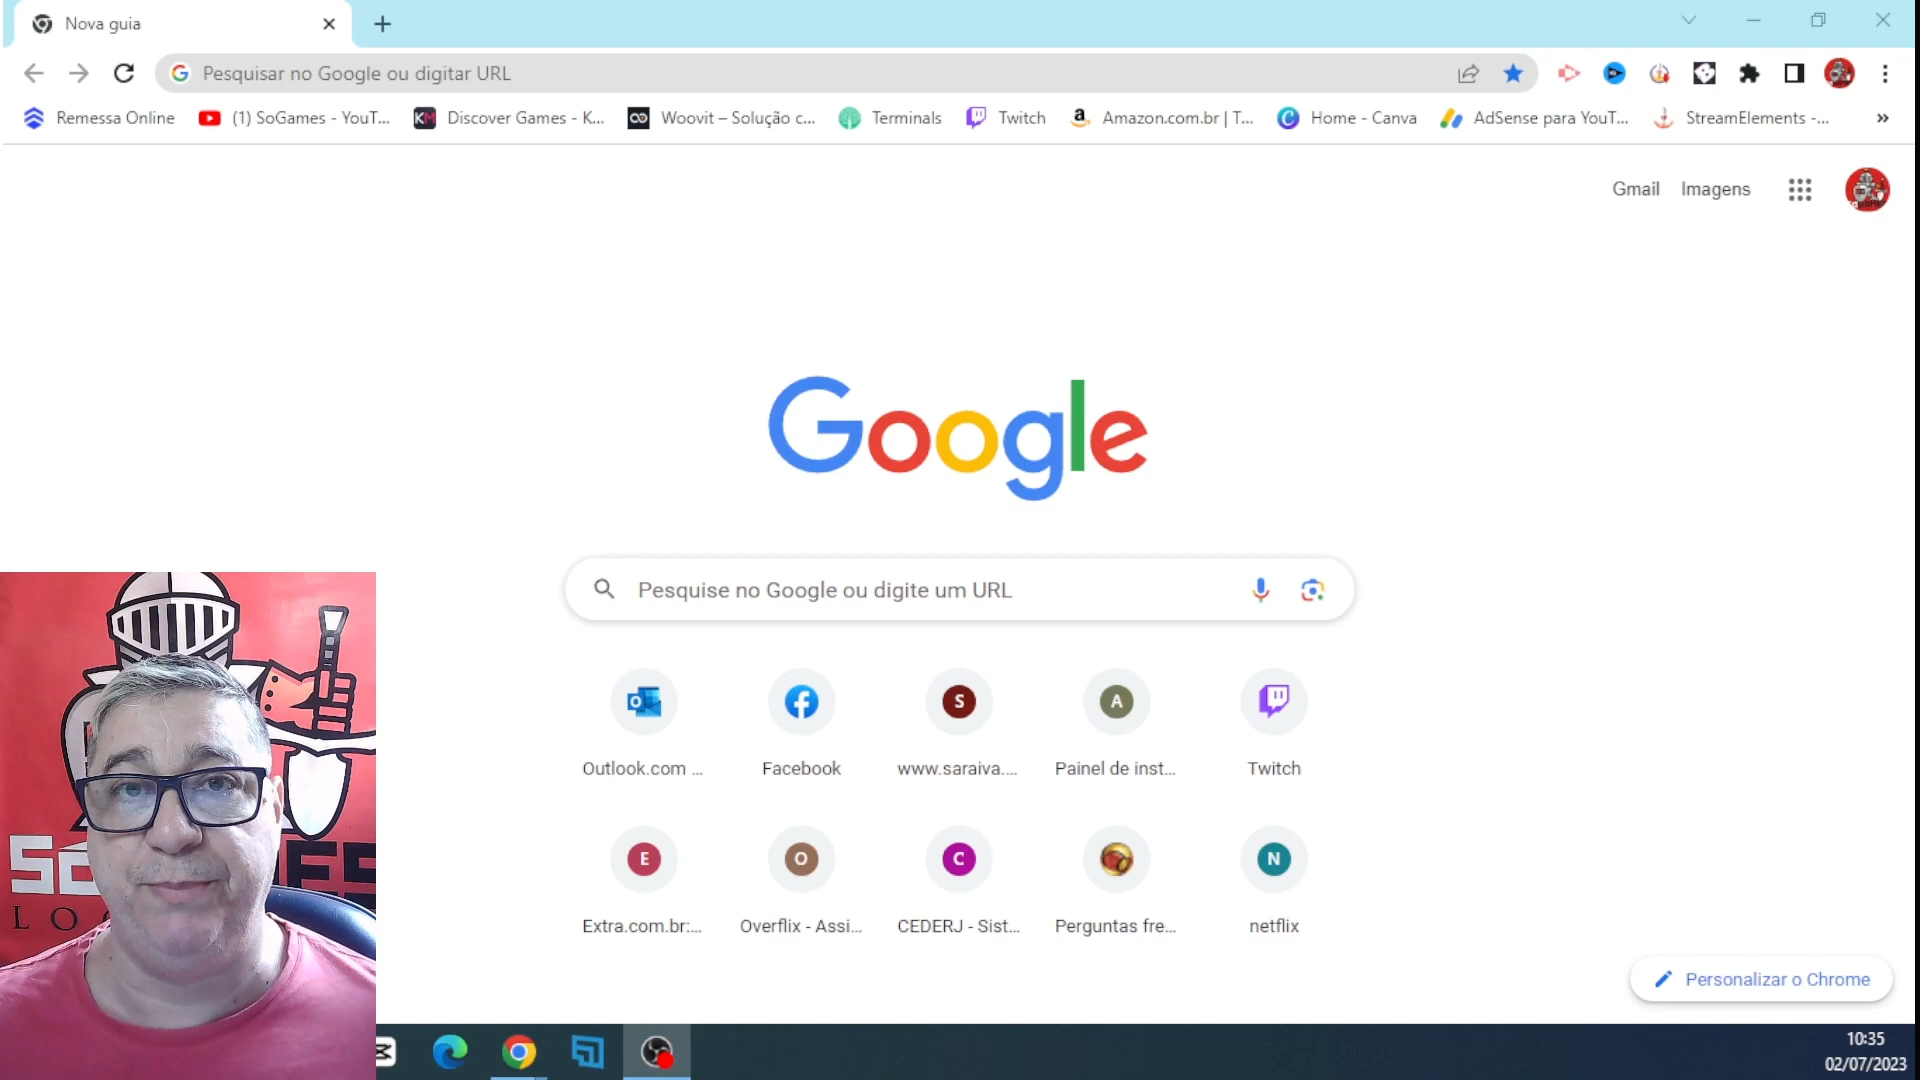 Nova guia
Pesquisar no Google ou digitar URL
Remessa Online
(1) SoGames - YouT...
KM
Discover Games - K...
Woovit – Solução c...
Terminals
Twitch
a
Amazon.com.br | T...
C
Home - Canva
AdSense para YouT...
StreamElements -...
»
Gmail
Imagens
Google
Pesquise no Google ou digite um URL
S
A
Outlook.com ...
Facebook
www.saraiva....
Painel de inst...
Twitch
E
O
C
N
Extra.com.br:...
Overflix - Assi...
CEDERJ - Sist...
Perguntas fre...
netflix
Personalizar o Chrome
10:35
02/07/2023